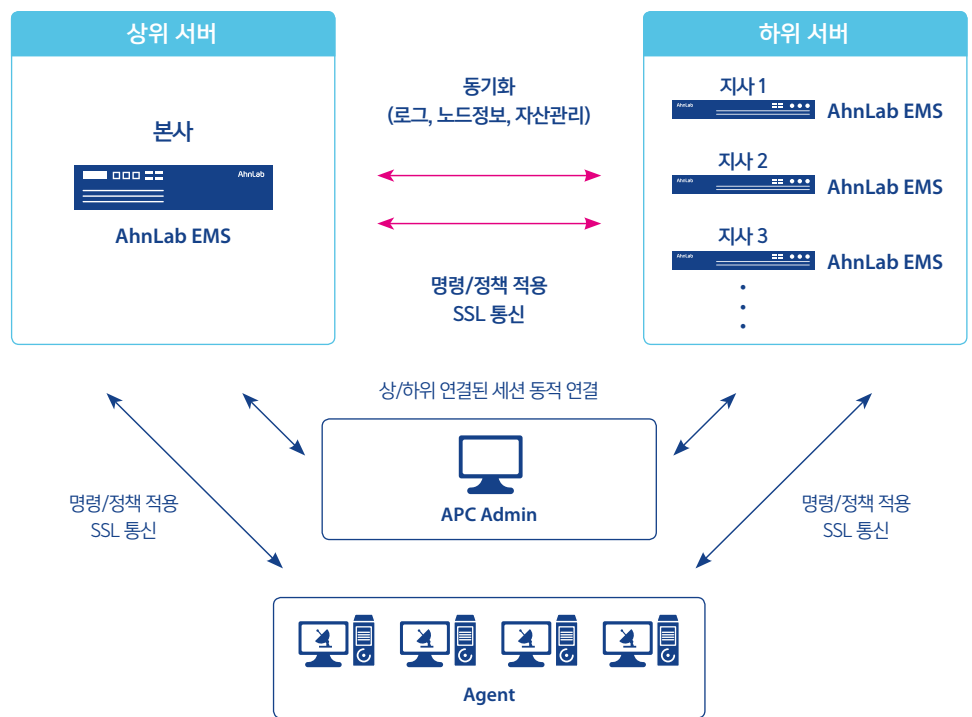 상위 서버
본사
AhnLab
AhnLab EMS
동기화
(로그, 노드정보, 자산관리)
명령/정책 적용
SSL 통신
하위 서버
지사 1
AhnLab
AhnLab EMS
지사 2
AhnLab
AhnLab EMS
지사 3
AhnLab
AhnLab EMS
상/하위 연결된 세션 동적 연결
APC Admin
명령/정책 적용
SSL 통신
명령/정책 적용
SSL 통신
Agent